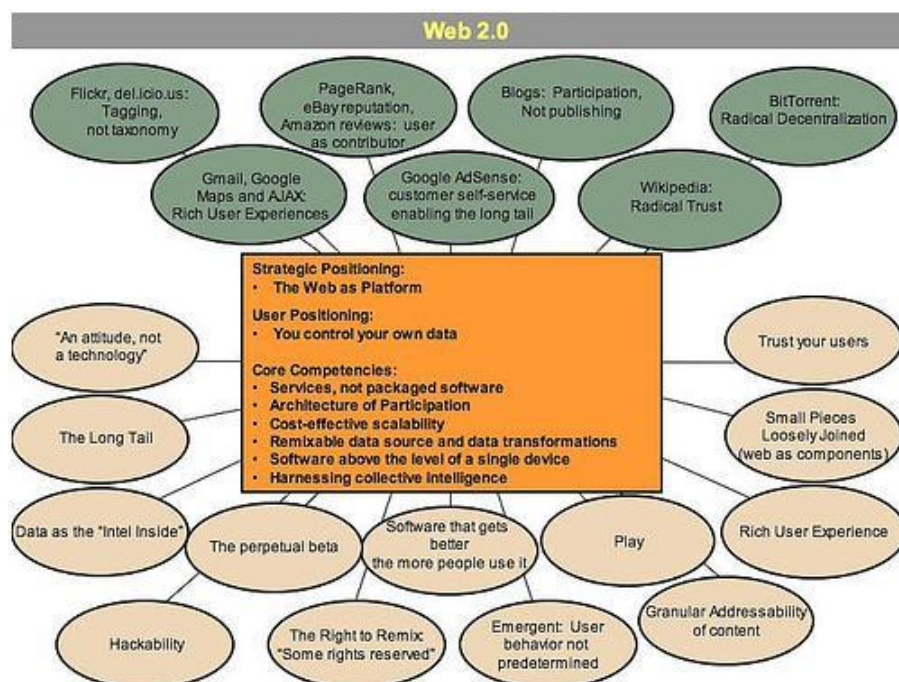 Web 2.0
Flickr, del.icio.us:
Tagging,
not taxonomy
PageRank,
eBay reputation,
Amazon reviews: user
as contributor
Blogs: Participation,
Not publishing
BitTorrent:
Radical Decentralization
Gmail, Google
Maps and AJAX:
Rich User Experiences
Google AdSense:
customer self-service
enabling the long tail
Wikipedia:
Radical Trust
Strategic Positioning:
• The Web as Platform
User Positioning:
• You control your own data
Core Competencies:
• Services, not packaged software
• Architecture of Participation
• Cost-effective scalability
• Remixable data source and data transformations
• Software above the level of a single device
• Harnessing collective intelligence
"An attitude, not
a technology"
Trust your users
The Long Tail
Small Pieces
Loosely Joined
(web as components)
Data as the "Intel Inside"
The perpetual beta
Software that gets
better
the more people use it
Play
Rich User Experience
Hackability
The Right to Remix:
"Some rights reserved"
Emergent: User
behavior not
predetermined
Granular Addressability
of content